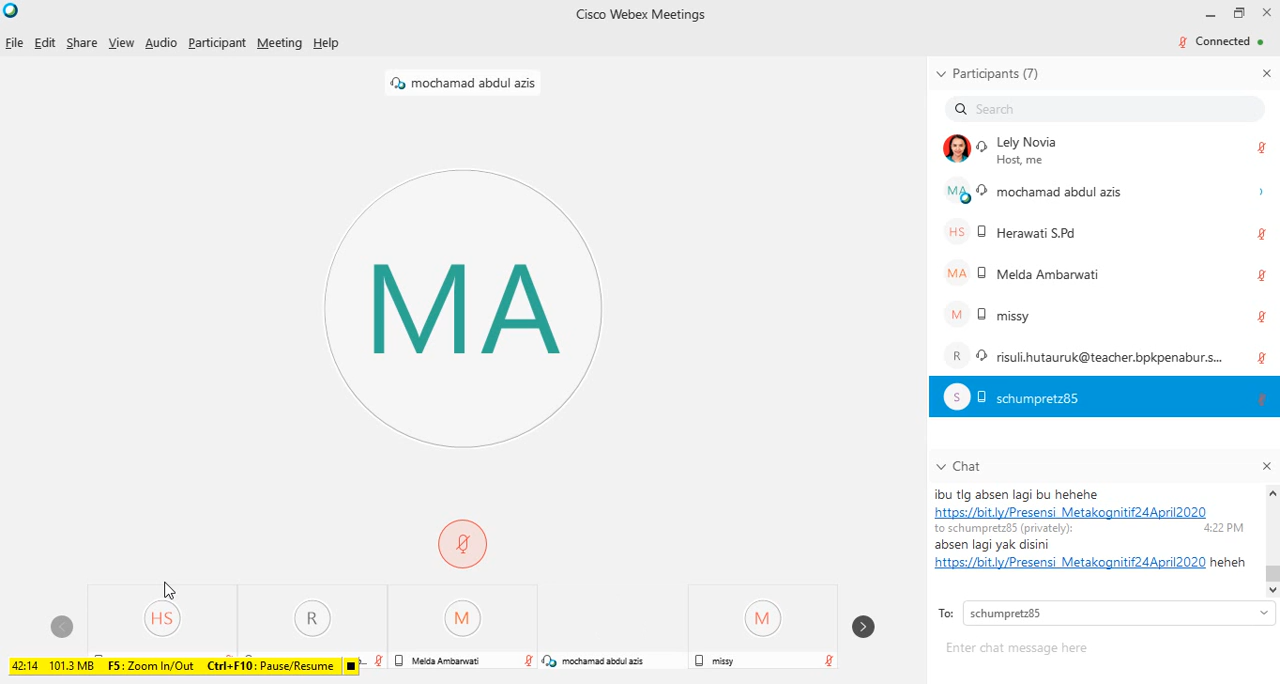 Cisco Webex Meetings
File Edit Share View Audio Participant Meeting Help
Connected
mochamad abdul azis
MA
Participants (7)
Search
Lely Novia
Host, me
MA mochamad abdul azis
HS Herawati S.Pd
MA Melda Ambarwati
M missy
R risuli.hutauruk@teacher.bpkpenabur.s...
S schumpretz85
Chat
ibu tlg absen lagi bu hehehe
https://bit.ly/Presensi_Metakognitif24April2020
to schumpretz85 (privately): 4:22 PM
absen lagi yak disini
https://bit.ly/Presensi_Metakognitif24April2020 heheh
To: schumpretz85
Enter chat message here
HS R M M
Melda Ambarwati mochamad abdul azis missy
42:14 101.3 MB F5: Zoom In/Out Ctrl+F10: Pause/Resume